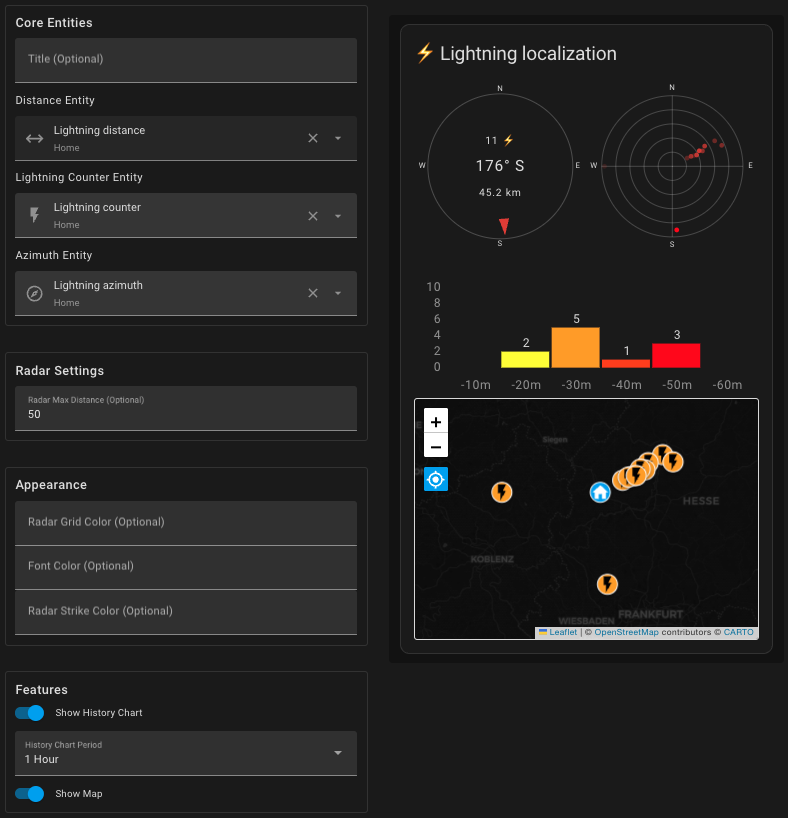 Core Entities
Title (Optional)
Distance Entity
Lightning distance
Home
Lightning Counter Entity
Lightning counter
Home
Azimuth Entity
Lightning azimuth
Home
Radar Settings
Radar Max Distance (Optional)
50
Appearance
Radar Grid Color (Optional)
Font Color (Optional)
Radar Strike Color (Optional)
Features
Show History Chart
History Chart Period
1 Hour
Show Map
⚡ Lightning localization
N
W
E
S
11 ⚡
176° S
45.2 km
N
W
E
S
10
8
6
4
2
0
2
5
1
3
-10m -20m -30m -40m -50m -60m
+
−
Siegen
HESSE
KOBLENZ
WIESBADEN
FRANKFURT
Leaflet | © OpenStreetMap contributors © CARTO